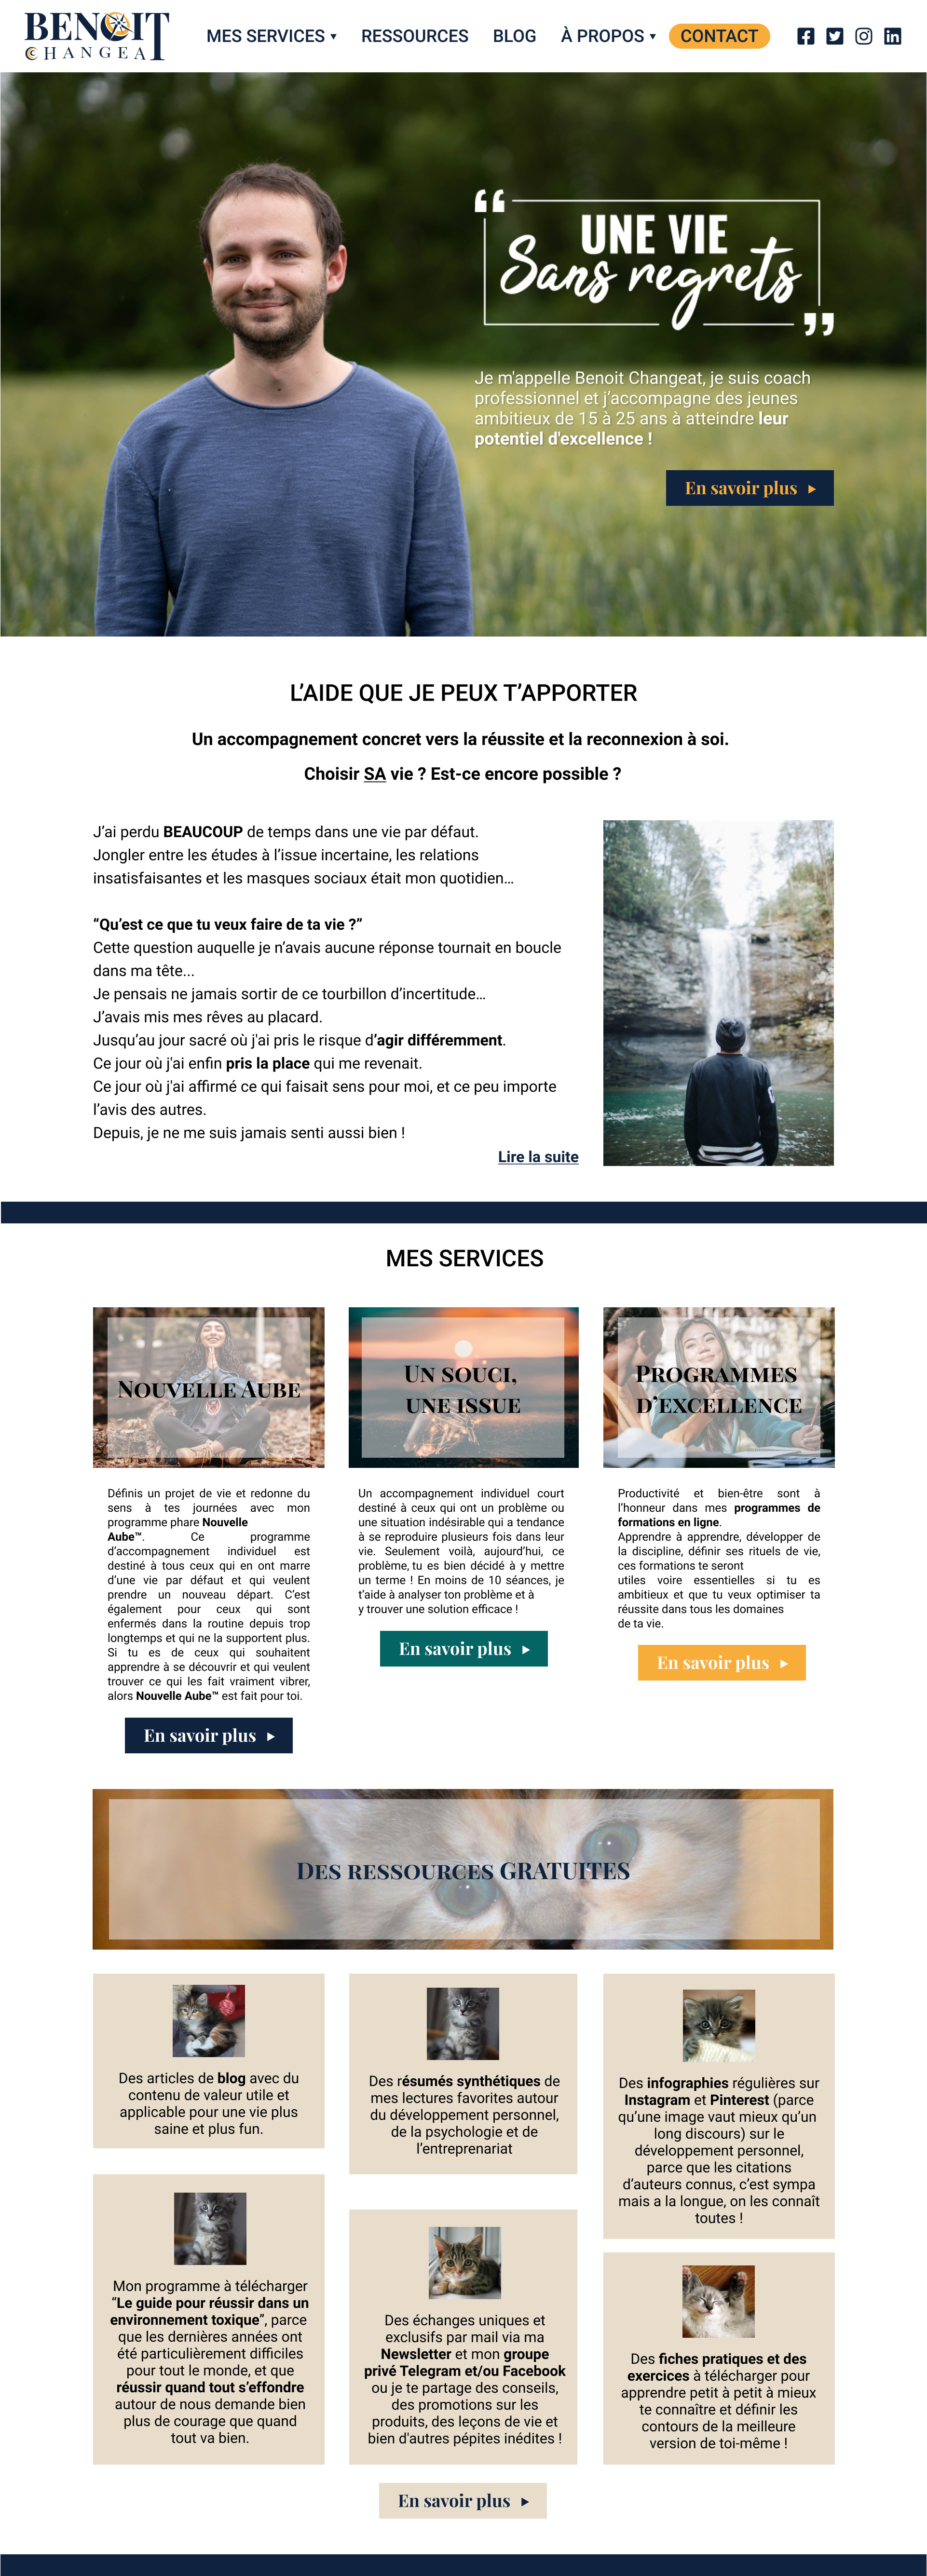 BENOIT
CHANGEAT
MES SERVICES ▾ RESSOURCES BLOG À PROPOS ▾ CONTACT
“ UNE VIE
Sans regrets ”
Je m'appelle Benoit Changeat, je suis coach
professionnel et j’accompagne des jeunes
ambitieux de 15 à 25 ans à atteindre leur
potentiel d'excellence !
En savoir plus ▸
L’AIDE QUE JE PEUX T’APPORTER
Un accompagnement concret vers la réussite et la reconnexion à soi.
Choisir SA vie ? Est-ce encore possible ?
J’ai perdu BEAUCOUP de temps dans une vie par défaut.
Jongler entre les études à l’issue incertaine, les relations
insatisfaisantes et les masques sociaux était mon quotidien…
“Qu’est ce que tu veux faire de ta vie ?”
Cette question auquelle je n’avais aucune réponse tournait en boucle
dans ma tête...
Je pensais ne jamais sortir de ce tourbillon d’incertitude…
J’avais mis mes rêves au placard.
Jusqu’au jour sacré où j'ai pris le risque d’agir différemment.
Ce jour où j'ai enfin pris la place qui me revenait.
Ce jour où j'ai affirmé ce qui faisait sens pour moi, et ce peu importe
l’avis des autres.
Depuis, je ne me suis jamais senti aussi bien !
Lire la suite
MES SERVICES
Nouvelle Aube
Définis un projet de vie et redonne du
sens à tes journées avec mon
programme phare Nouvelle
Aube™. Ce programme
d’accompagnement individuel est
destiné à tous ceux qui en ont marre
d’une vie par défaut et qui veulent
prendre un nouveau départ. C’est
également pour ceux qui sont
enfermés dans la routine depuis trop
longtemps et qui ne la supportent plus.
Si tu es de ceux qui souhaitent
apprendre à se découvrir et qui veulent
trouver ce qui les fait vraiment vibrer,
alors Nouvelle Aube™ est fait pour toi.
En savoir plus ▸
Un souci,
une issue
Un accompagnement individuel court
destiné à ceux qui ont un problème ou
une situation indésirable qui a tendance
à se reproduire plusieurs fois dans leur
vie. Seulement voilà, aujourd’hui, ce
problème, tu es bien décidé à y mettre
un terme ! En moins de 10 séances, je
t’aide à analyser ton problème et à
y trouver une solution efficace !
En savoir plus ▸
Programmes
d’excellence
Productivité et bien-être sont à
l’honneur dans mes programmes de
formations en ligne.
Apprendre à apprendre, développer de
la discipline, définir ses rituels de vie,
ces formations te seront
utiles voire essentielles si tu es
ambitieux et que tu veux optimiser ta
réussite dans tous les domaines
de ta vie.
En savoir plus ▸
Des ressources GRATUITES
Des articles de blog avec du
contenu de valeur utile et
applicable pour une vie plus
saine et plus fun.
Des résumés synthétiques de
mes lectures favorites autour
du développement personnel,
de la psychologie et de
l’entreprenariat
Des infographies régulières sur
Instagram et Pinterest (parce
qu’une image vaut mieux qu’un
long discours) sur le
développement personnel,
parce que les citations
d’auteurs connus, c’est sympa
mais a la longue, on les connaît
toutes !
Mon programme à télécharger
“Le guide pour réussir dans un
environnement toxique”, parce
que les dernières années ont
été particulièrement difficiles
pour tout le monde, et que
réussir quand tout s’effondre
autour de nous demande bien
plus de courage que quand
tout va bien.
Des échanges uniques et
exclusifs par mail via ma
Newsletter et mon groupe
privé Telegram et/ou Facebook
ou je te partage des conseils,
des promotions sur les
produits, des leçons de vie et
bien d'autres pépites inédites !
Des fiches pratiques et des
exercices à télécharger pour
apprendre petit à petit à mieux
te connaître et définir les
contours de la meilleure
version de toi-même !
En savoir plus ▸